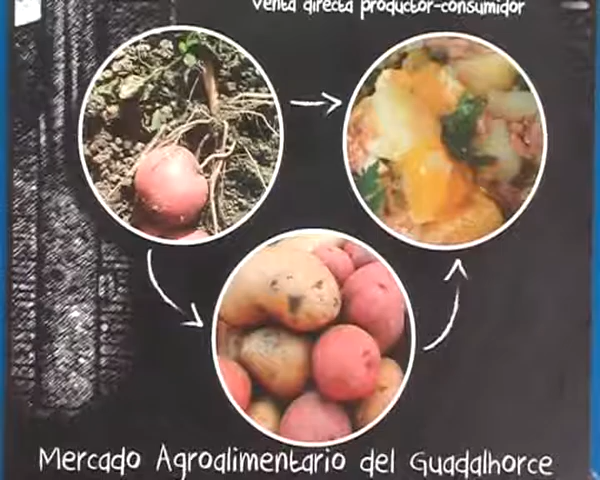 Venta directa productor-consumidor
Mercado Agroalimentario del Guadalhorce